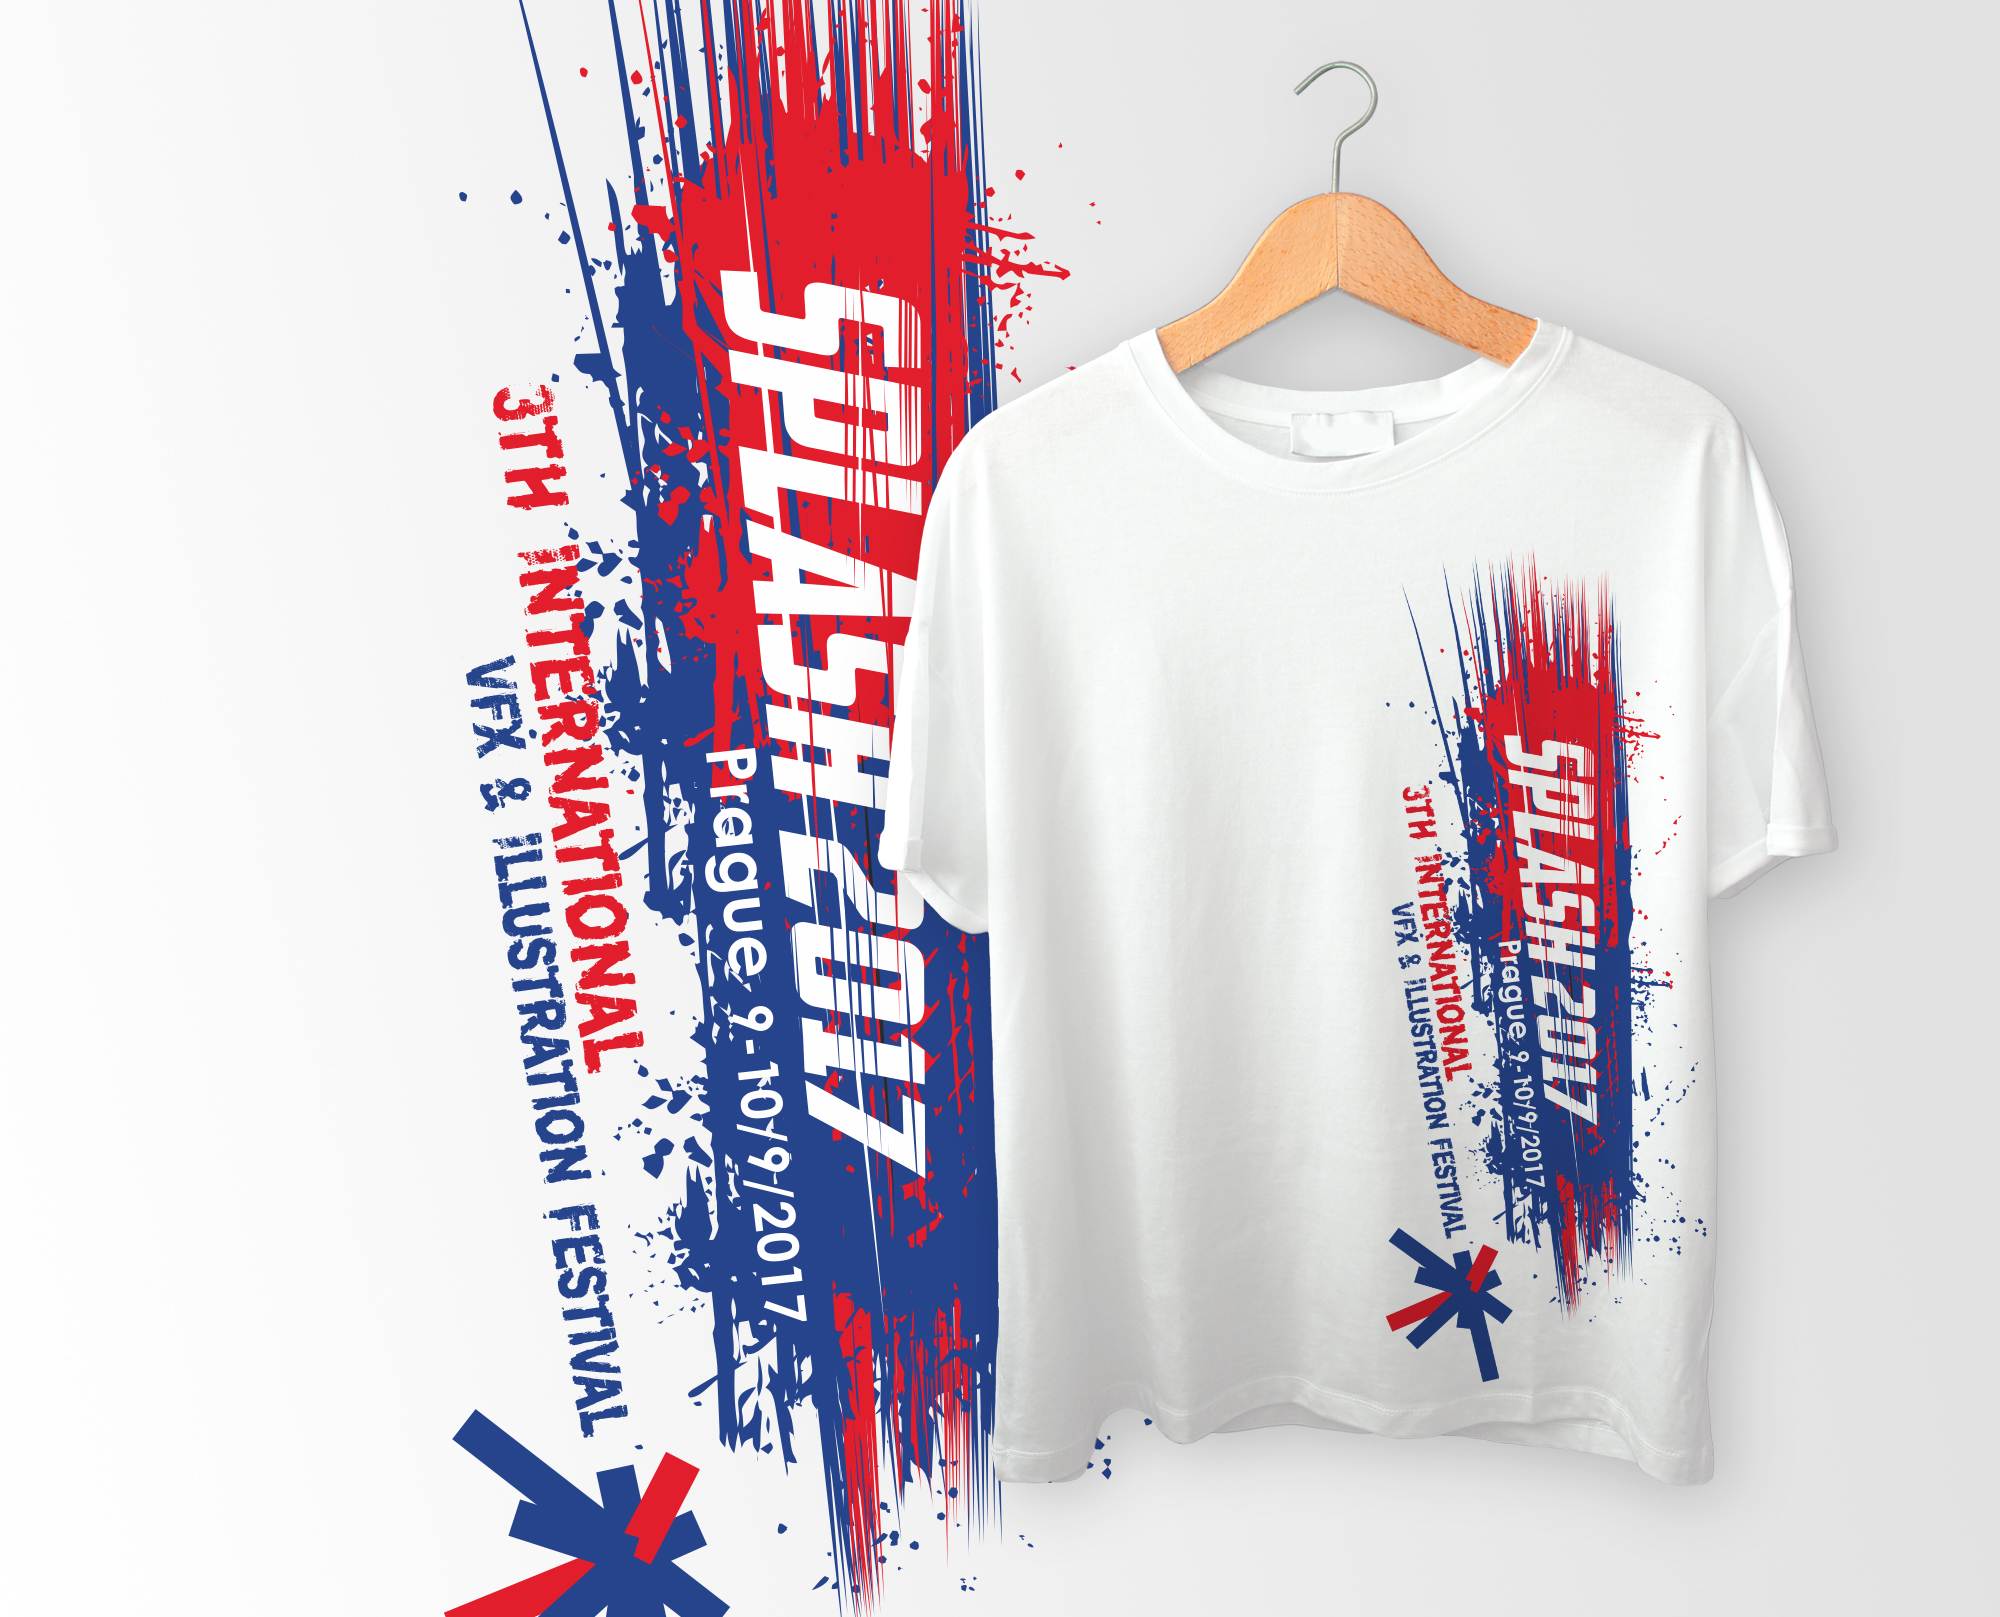 SPLASH 2017
Prague 9-10/9/2017
3TH INTERNATIONAL
VFX & ILLUSTRATION FESTIVAL
SPLASH 2017
Prague 9-10/9/2017
3TH INTERNATIONAL
VFX & ILLUSTRATION FESTIVAL